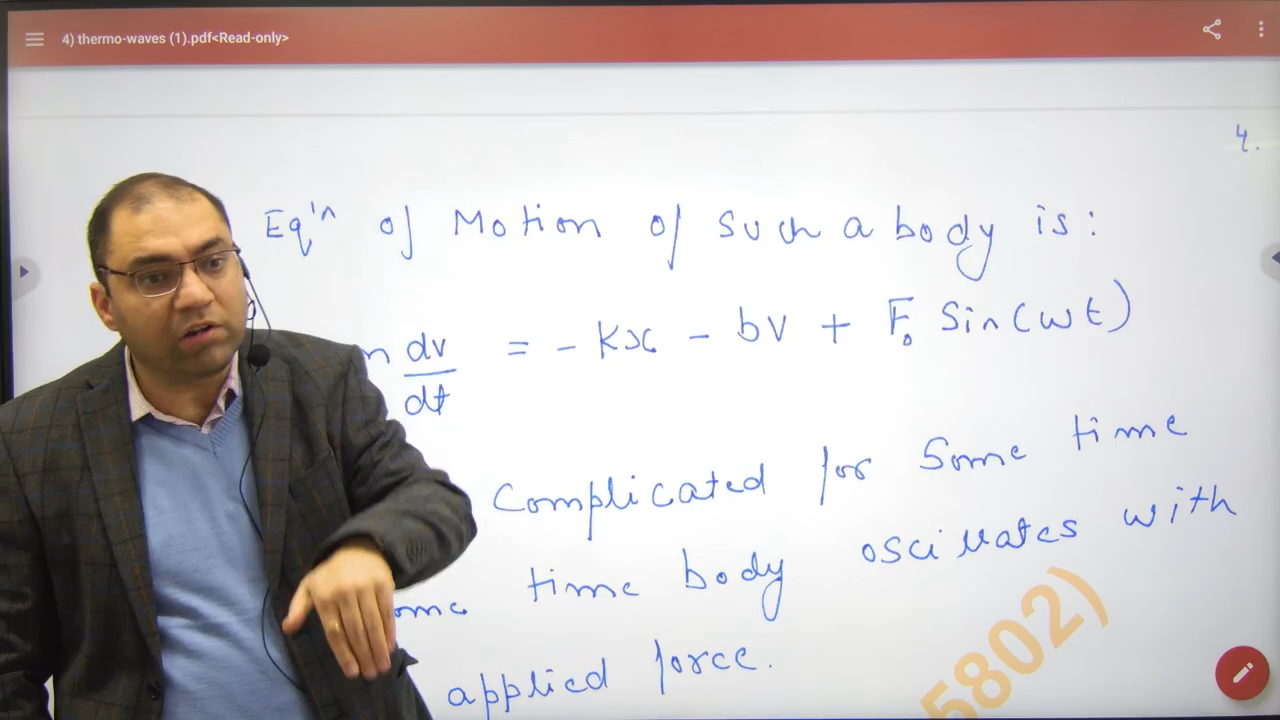 4) thermo-waves (1).pdf<Read-only>
4.
Eq'n of Motion of such a body is:
dv/dt = - kx - bv + F₀ Sin(ωt)
Complicated for Some time
time body oscillates with
applied force.
5802)